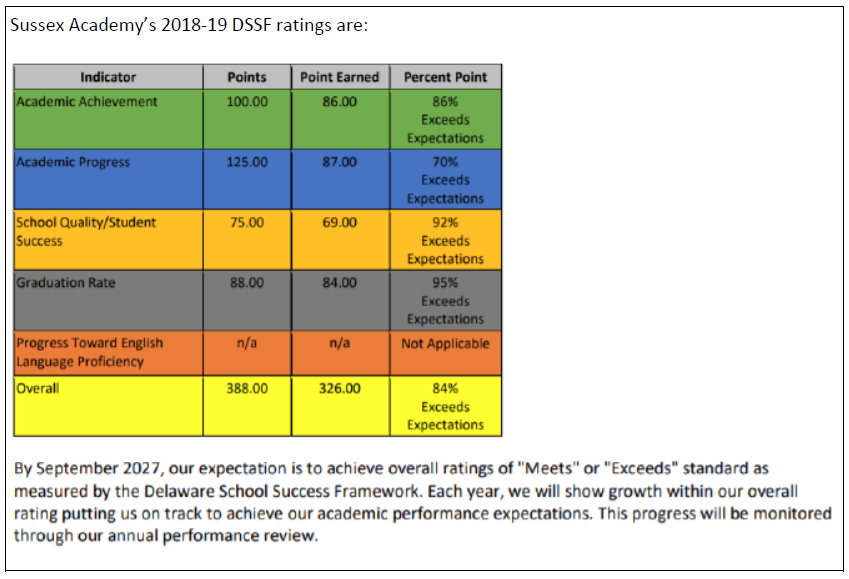 Sussex Academy's 2018-19 DSSF ratings are:
Indicator Points Point Earned Percent Point
Academic Achievement 100.00 86.00 86%
Exceeds
Expectations
Academic Progress 125.00 87.00 70%
Exceeds
Expectations
School Quality/Student 75.00 69.00 92%
Success Exceeds
Expectations
Graduation Rate 88.00 84.00 95%
Exceeds
Expectations
Progress Toward English n/a n/a Not Applicable
Language Proficiency
Overall 388.00 326.00 84%
Exceeds
Expectations
By September 2027, our expectation is to achieve overall ratings of "Meets" or "Exceeds" standard as
measured by the Delaware School Success Framework. Each year, we will show growth within our overall
rating putting us on track to achieve our academic performance expectations. This progress will be monitored
through our annual performance review.